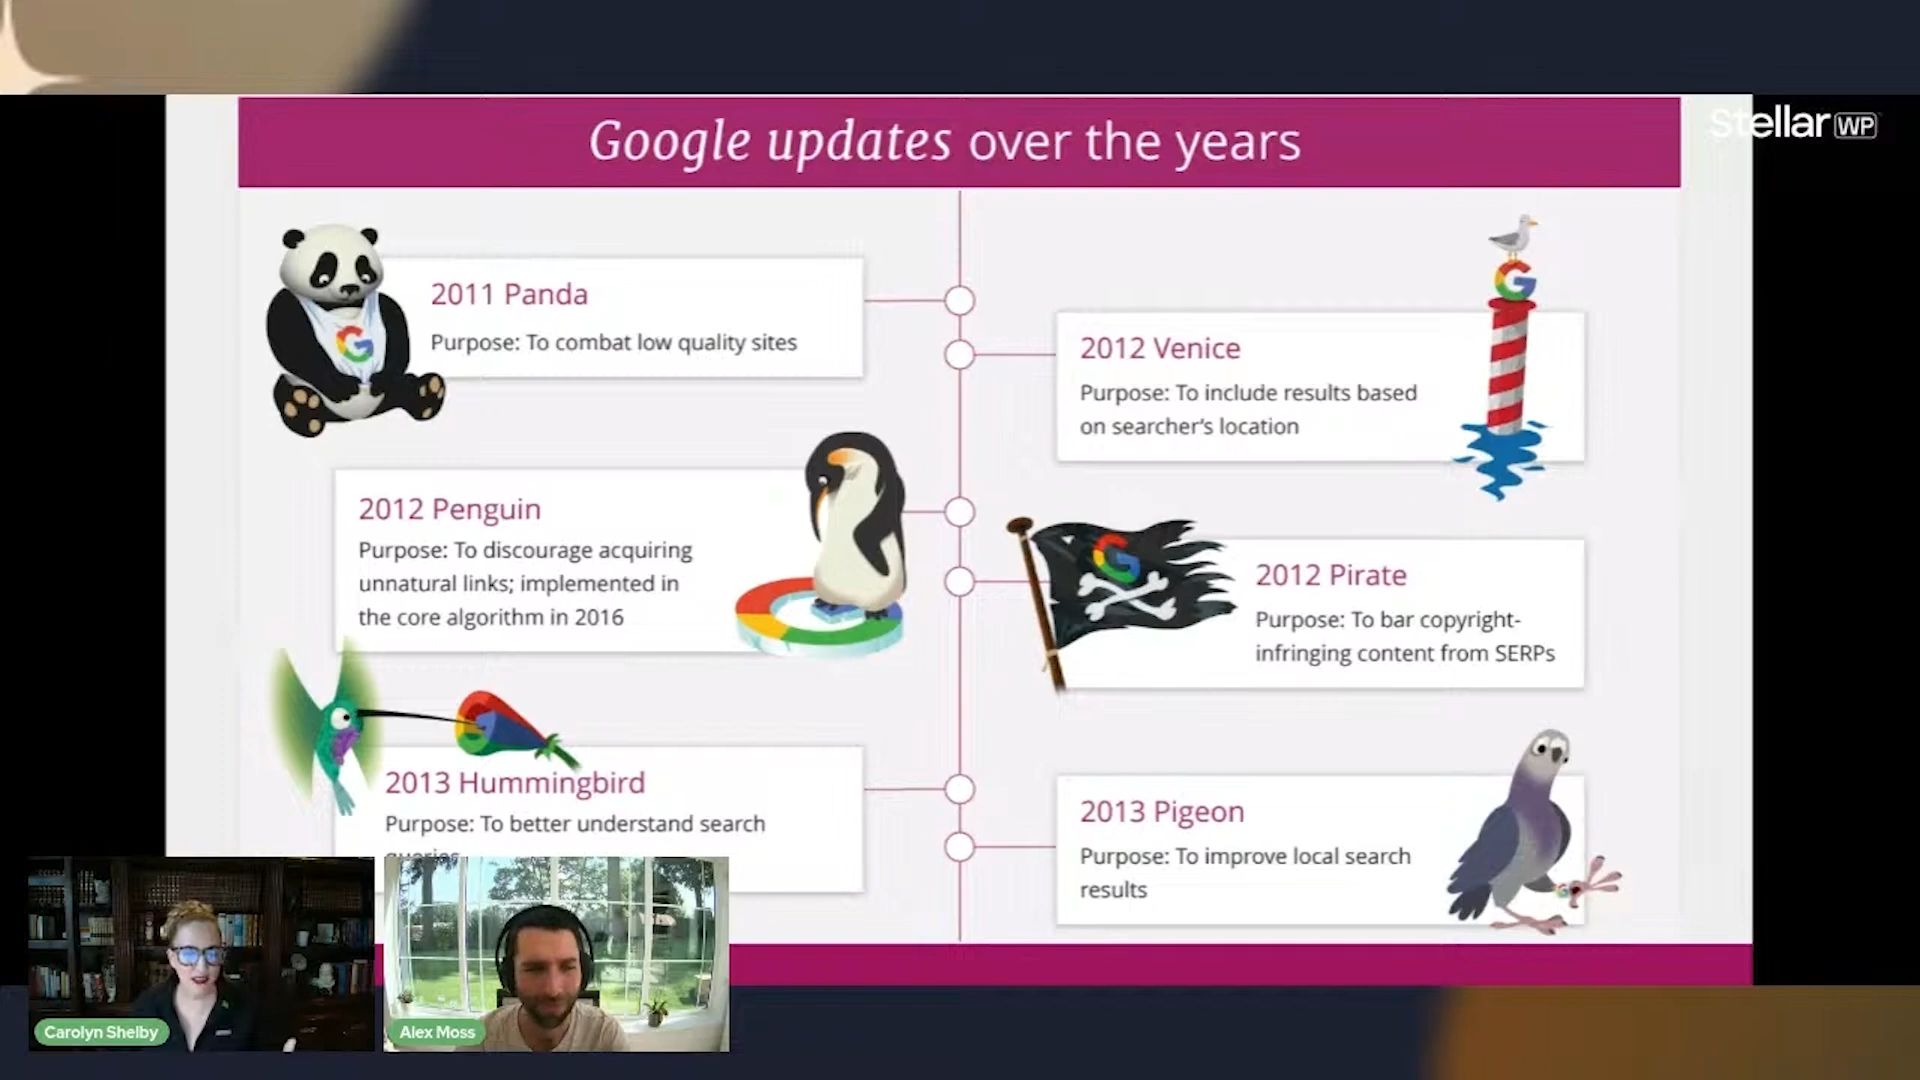 Google updates over the years
Stellar WP
2011 Panda
Purpose: To combat low quality sites
2012 Venice
Purpose: To include results based
on searcher's location
2012 Penguin
Purpose: To discourage acquiring
unnatural links; implemented in
the core algorithm in 2016
2012 Pirate
Purpose: To bar copyright-
infringing content from SERPs
2013 Hummingbird
Purpose: To better understand search
queries
2013 Pigeon
Purpose: To improve local search
results
Carolyn Shelby
Alex Moss